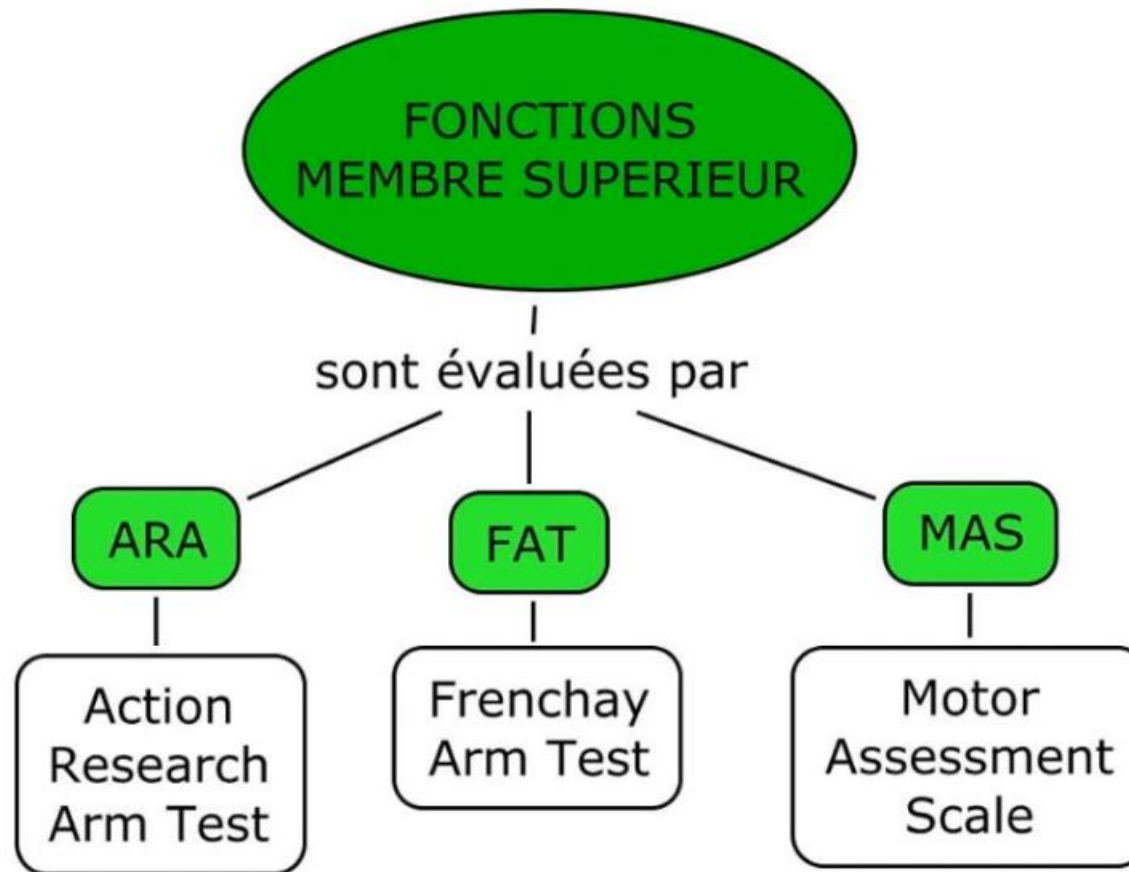 FONCTIONS
MEMBRE SUPERIEUR
sont évaluées par
ARA
FAT
MAS
Action
Research
Arm Test
Frenchay
Arm Test
Motor
Assessment
Scale